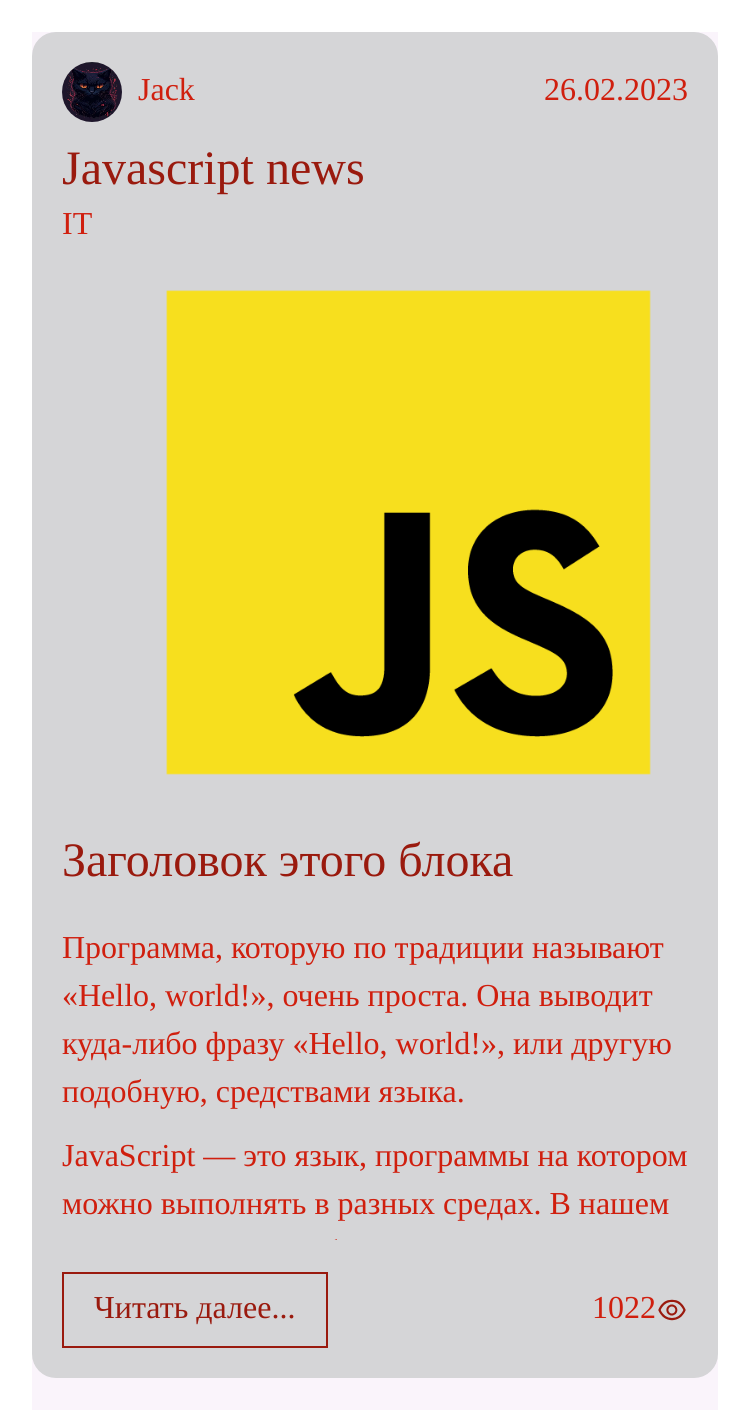 Jack
26.02.2023
Javascript news
IT
JS
Заголовок этого блока
Программа, которую по традиции называют
«Hello, world!», очень проста. Она выводит
куда-либо фразу «Hello, world!», или другую
подобную, средствами языка.
JavaScript — это язык, программы на котором
можно выполнять в разных средах. В нашем
Читать далее...
1022